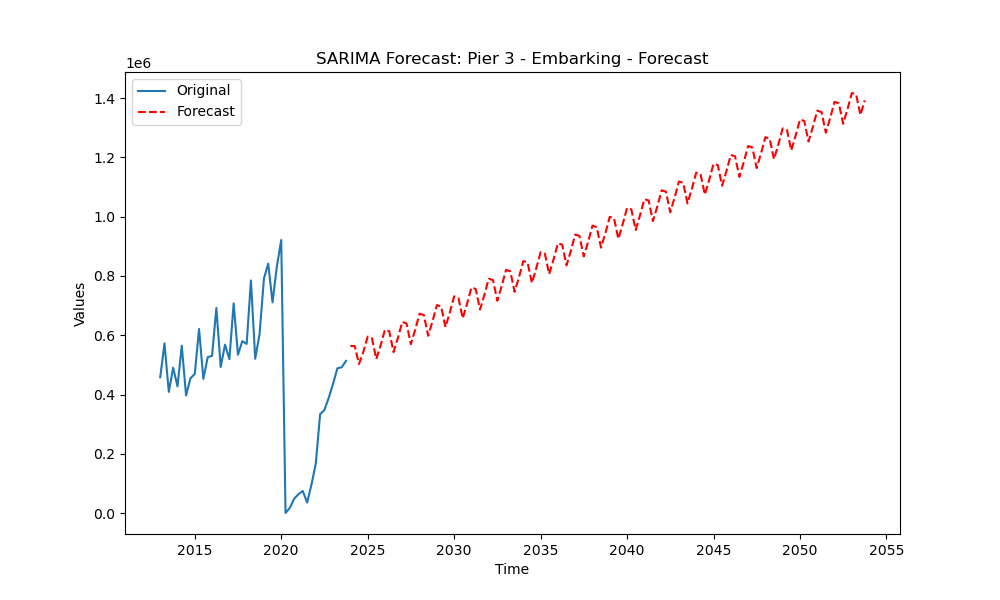 SARIMA Forecast: Pier 3 - Embarking - Forecast
1e6
Original
Forecast
1.4
1.2
1.0
0.8
0.6
0.4
0.2
0.0
Values
2015 2020 2025 2030 2035 2040 2045 2050 2055
Time